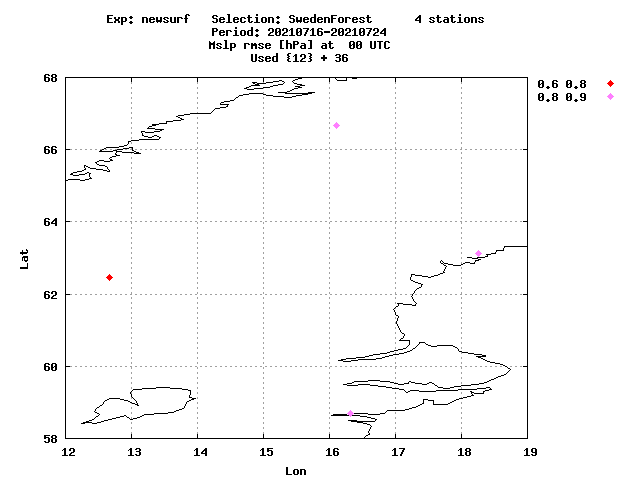 Exp: newsurf Selection: SwedenForest 4 stations
Period: 20210716-20210724
Mslp rmse [hPa] at 00 UTC
Used {12} + 36
0.6 0.8
0.8 0.9
68
66
64
62
60
58
Lat
12 13 14 15 16 17 18 19
Lon